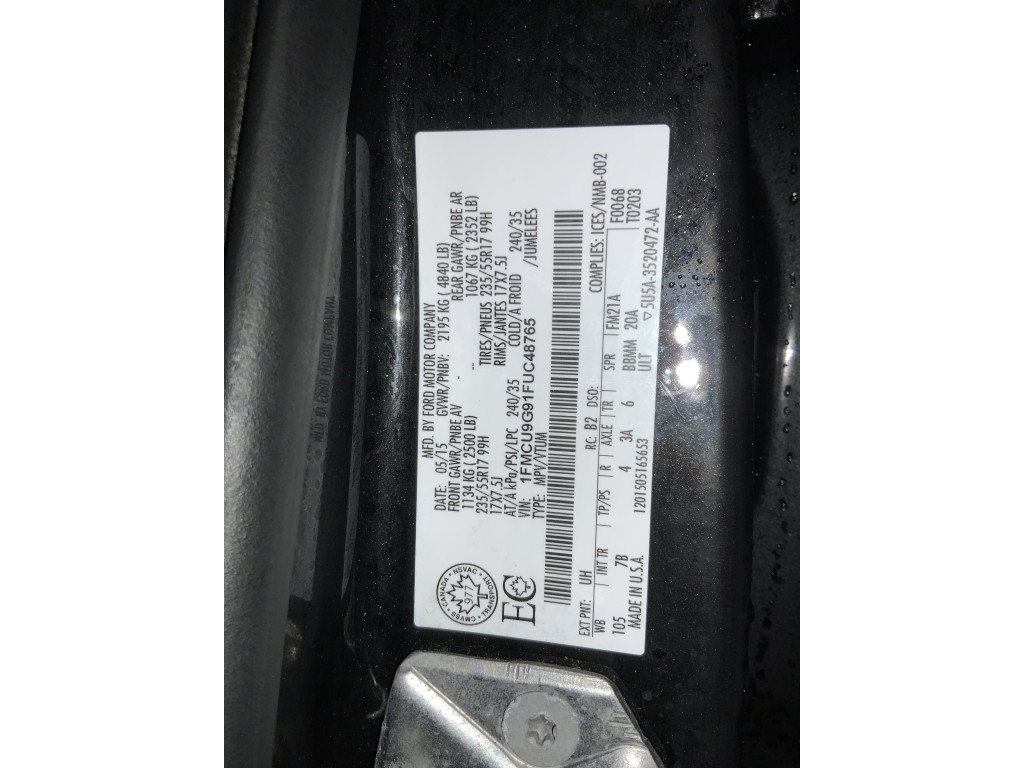 MFD. BY FORD MOTOR COMPANY
DATE: 05/15 GVWR/PNBV: 2195 KG ( 4840 LB)
FRONT GAWR/PNBE AV REAR GAWR/PNBE AR
1134 KG ( 2500 LB) - 1067 KG ( 2352 LB)
235/55R17 99H - TIRES/PNEUS 235/55R17 99H
17X7.5J RIMS/JANTES 17X7.5J
AT/A kPa/PSI/LPC 240/35 COLD/A FROID 240/35
VIN: 1FMCU9G91FUC48765 /JUMELEES
TYPE: MPV/VTUM
CANADA • NSVAC • TRANSPORT • CMVSS •
977
EC
EXT PNT: UH RC: B2 DSO: COMPLIES: ICES/NMB-002
WB INT TR TP/PS R AXLE TR SPR FM21A F0068
105 7B 4 3A 6 BBMM 20A T0203
MADE IN U.S.A. 1201505165653 ULT ▽5U5A-3520472-AA